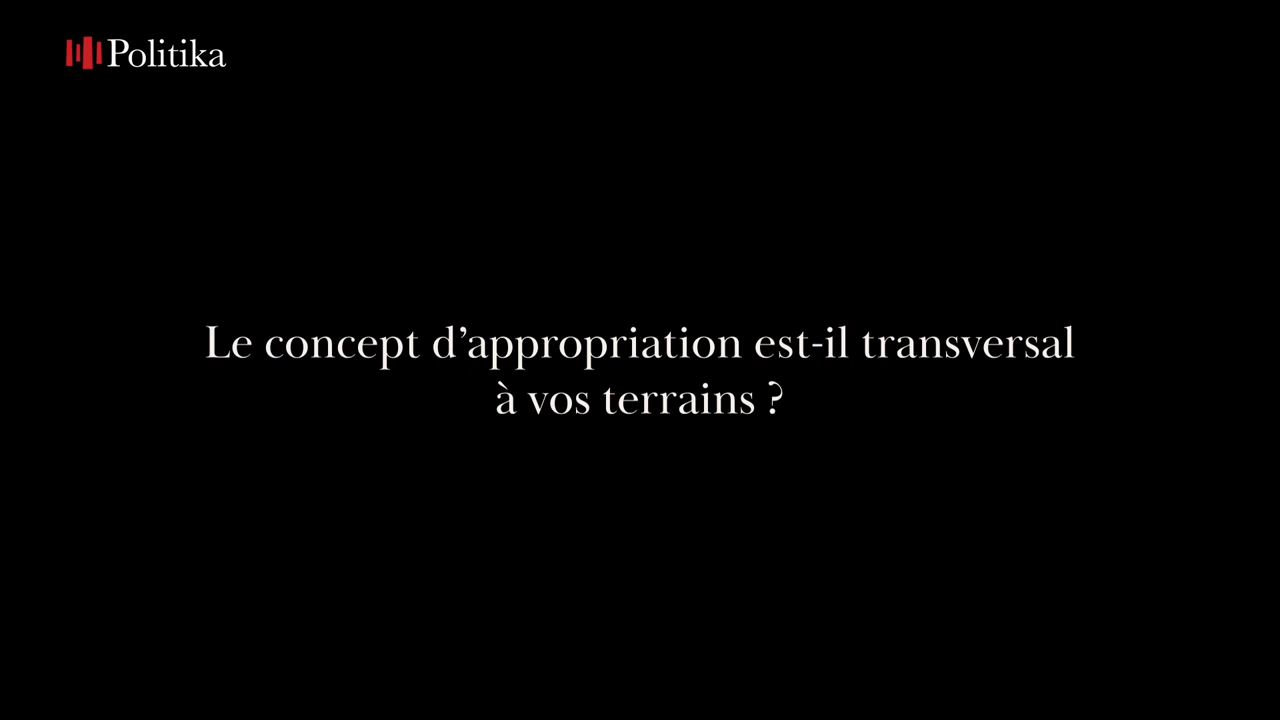 Politika
Le concept d’appropriation est-il transversal
à vos terrains ?